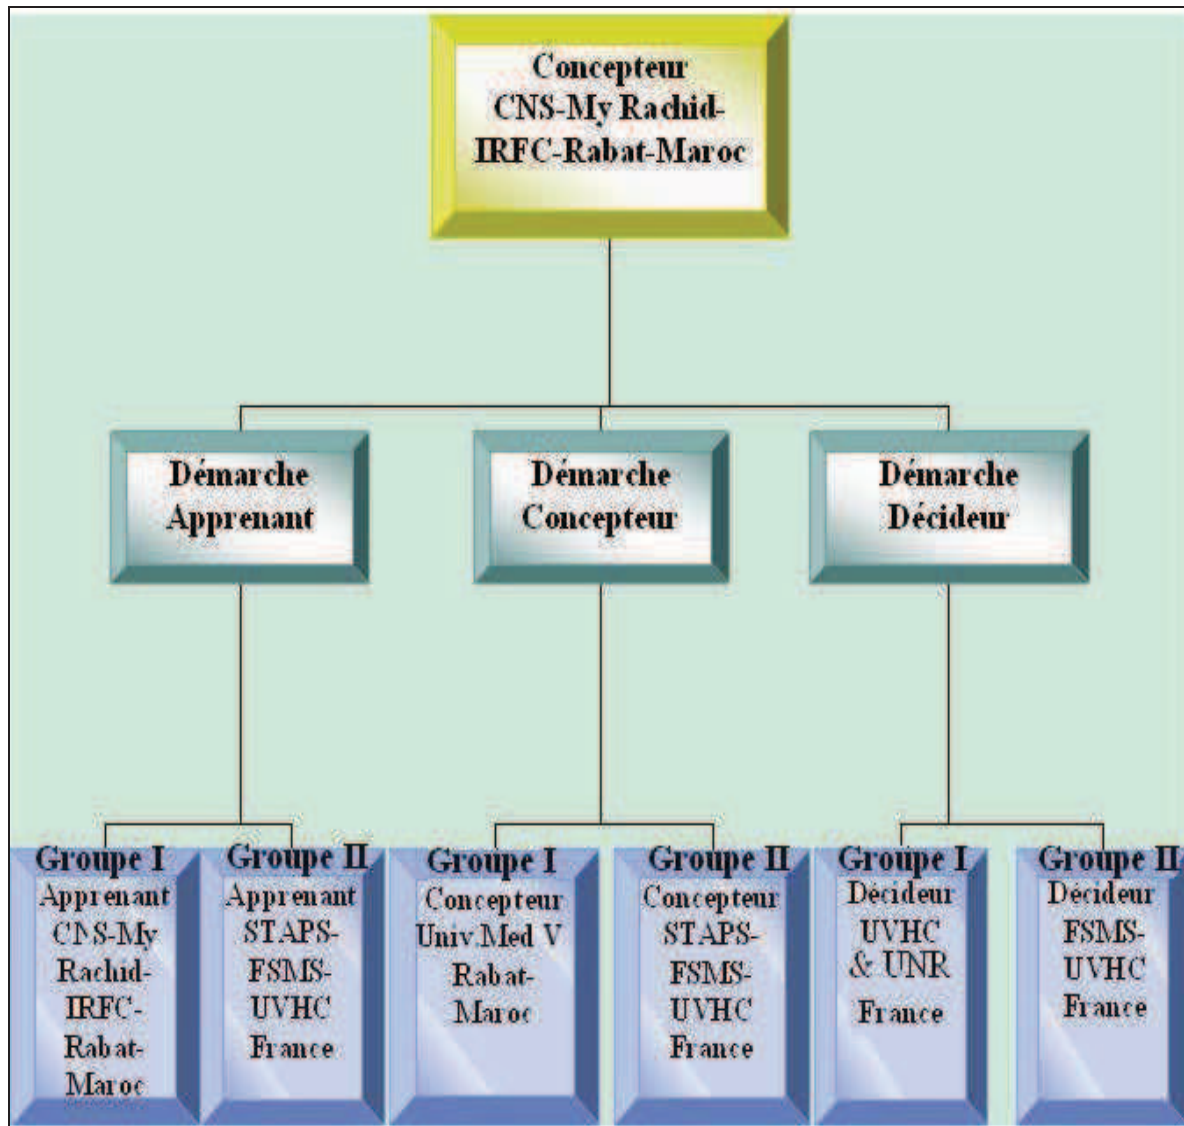 Concepteur
CNS-My Rachid-
IRFC-Rabat-Maroc
Démarche
Apprenant
Démarche
Concepteur
Démarche
Décideur
Groupe I
Apprenant
CNS-My
Rachid-
IRFC-
Rabat-
Maroc
Groupe II
Apprenant
STAPS-
FSMS-
UVHC
France
Groupe I
Concepteur
Univ.Med V
Rabat-
Maroc
Groupe II
Concepteur
STAPS-
FSMS-
UVHC
France
Groupe I
Décideur
UVHC
& UNR
France
Groupe II
Décideur
FSMS-
UVHC
France